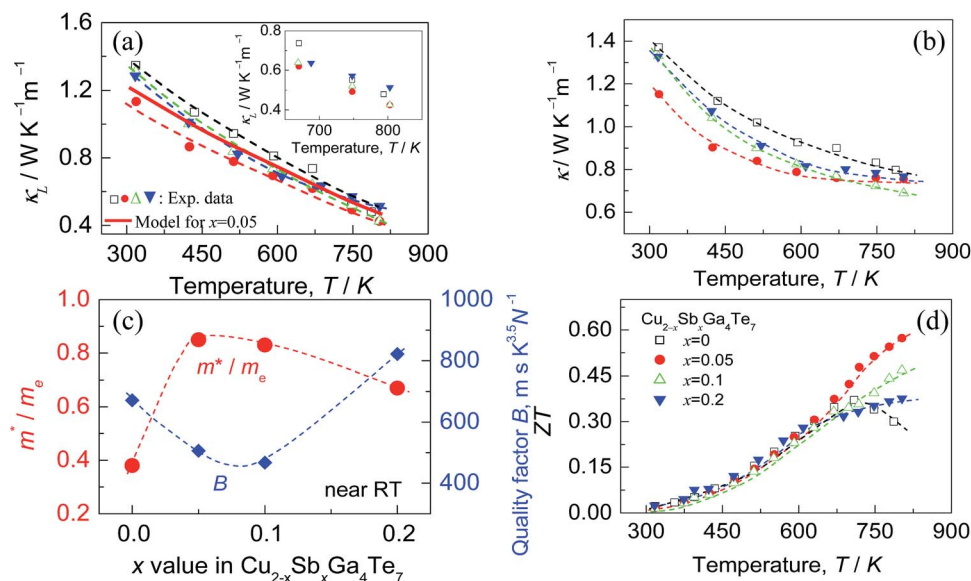 (a)
κL / W K⁻¹m⁻¹
1.6
1.2
0.8
0.4
κL / W K⁻¹m⁻¹
0.8
0.6
0.4
700 800
Temperature, T / K
: Exp. data
Model for x=0.05
300 450 600 750 900
Temperature, T / K
(b)
κ / W K⁻¹m⁻¹
1.4
1.2
1.0
0.8
0.6
300 450 600 750 900
Temperature, T / K
(c)
m* / me
1.0
0.8
0.6
0.4
0.2
m* / me
B
near RT
Quality factor B, m s K³·⁵N⁻¹
1000
800
600
400
0.0 0.1 0.2
x value in Cu₂₋ₓSbₓGa₄Te₇
(d)
ZT
0.60
0.45
0.30
0.15
0.00
Cu₂₋ₓSbₓGa₄Te₇
x=0
x=0.05
x=0.1
x=0.2
300 450 600 750 900
Temperature, T / K